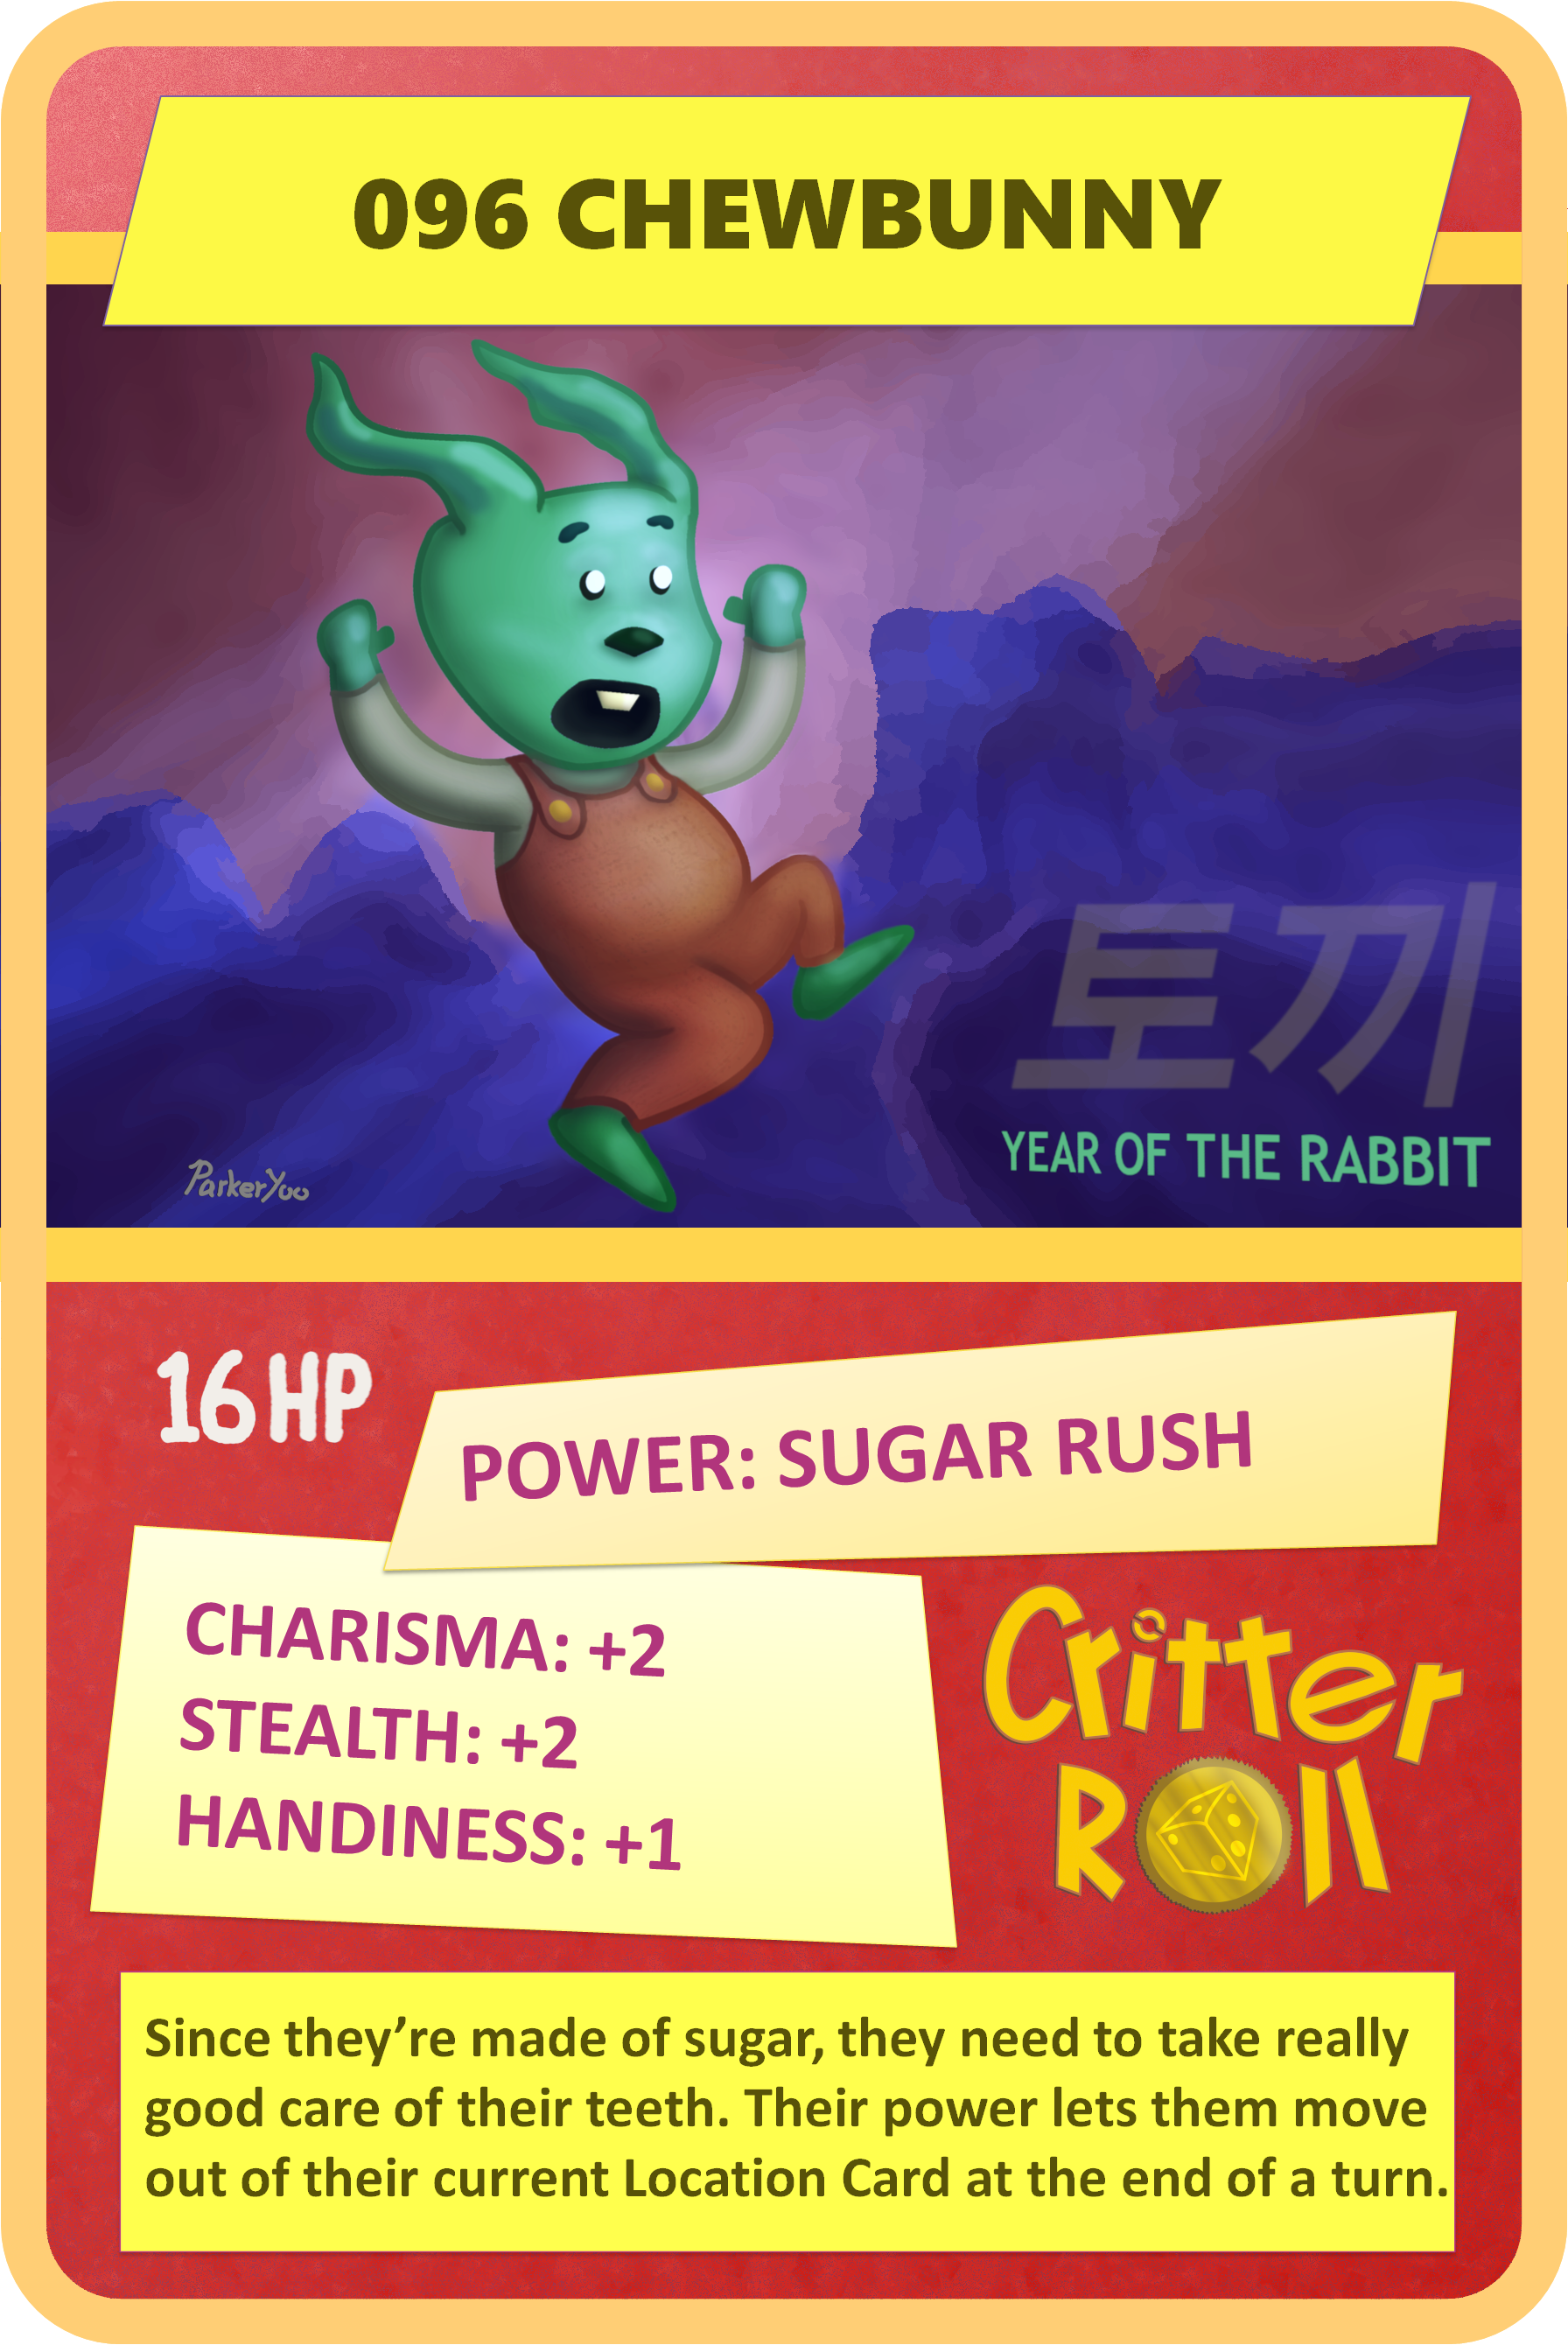 096 CHEWBUNNY
토끼
YEAR OF THE RABBIT
ParkerYoo
16 HP
POWER: SUGAR RUSH
CHARISMA: +2
STEALTH: +2
HANDINESS: +1
Critter
Roll
Since they’re made of sugar, they need to take really
good care of their teeth. Their power lets them move
out of their current Location Card at the end of a turn.